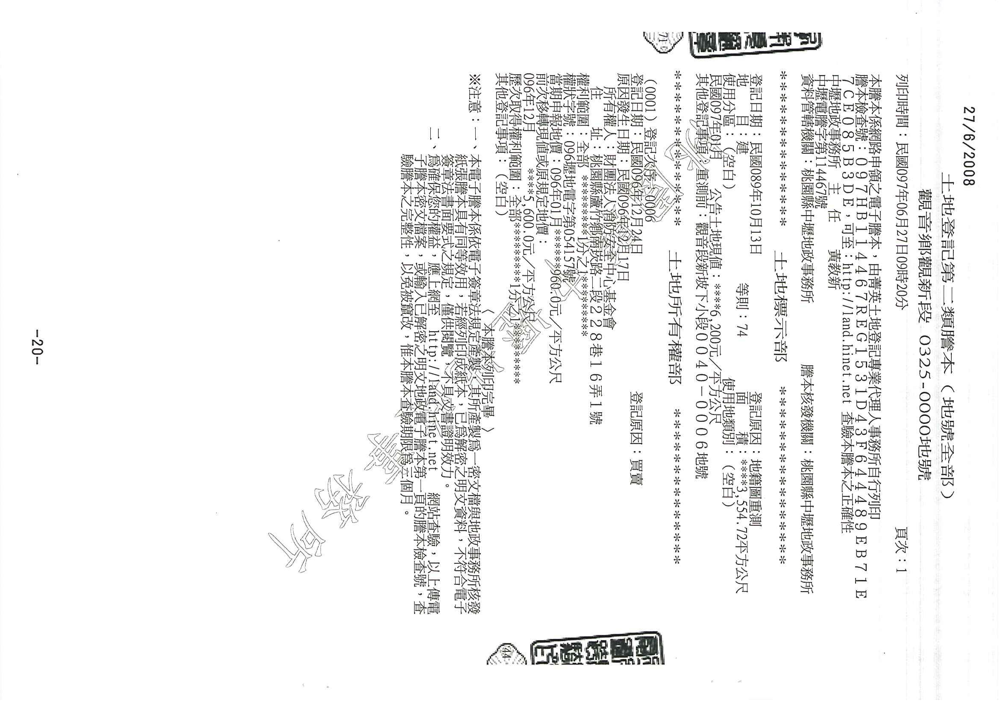 27/6/2008
土地登記第二類謄本（地號全部）
觀音鄉觀新段 0325-0000地號
列印時間：民國097年06月27日09時20分 頁次：1
本謄本係網路申領之電子謄本，由菁英土地登記專業代理人事務所自行列印
謄本檢查號：097HB114467REG1531D43F64489EB71E
7CE085B3DE，可至：http://land.hinet.net 查驗本謄本之正確性
中壢地政事務所 主 任 黃教新
中壢電謄字第114467號
資料管轄機關：桃園縣中壢地政事務所 謄本核發機關：桃園縣中壢地政事務所
******************* 土地標示部 *********************
登記日期：民國089年10月13日 登記原因：地籍圖重測
地 目：建 等則：74 面 積：****3,554.72平方公尺
使用分區：（空白） 使用地類別：（空白）
民國097年01月 公告土地現值：****6,200元／平方公尺
其他登記事項：重測前：觀音段新坡下小段0040-0006地號
******************* 土地所有權部 *******************
（0001）登記次序：0006
登記日期：民國096年12月24日 登記原因：買賣
原因發生日期：民國096年12月17日
所有權人：財團法人消防安全中心基金會
住 址：桃園縣蘆竹鄉南崁路二段228巷16弄1號
權利範圍：全部 *********1分之1*********
權狀字號：096壢地電字第054157號
當期申報地價：096年01月******960.0元／平方公尺
前次移轉現值或原規定地價：
096年12月 ****5,600.0元／平方公尺
歷次取得權利範圍：全部*********1分之1*********
其他登記事項：（空白）
〈 本謄本列印完畢 〉
※注意：一、本電子謄本係依電子簽章法規定產製，其所產製為一密文檔與地政事務所核發
紙張謄本具有同等效用，若經列印成紙本，已為解密之明文資料，不符合電子
簽章法書面要式之規定，僅供閱覽，不具文書證明效力。
二、為確保您的權益，應上網至 http://land.hinet.net 網站查驗，以上傳電
子謄本密文檔案，或輸入已解密之明文地政電子謄本第一頁的謄本檢查號，查
驗謄本之完整性，以免被竄改，惟本謄本查驗期限為三個月。
-20-